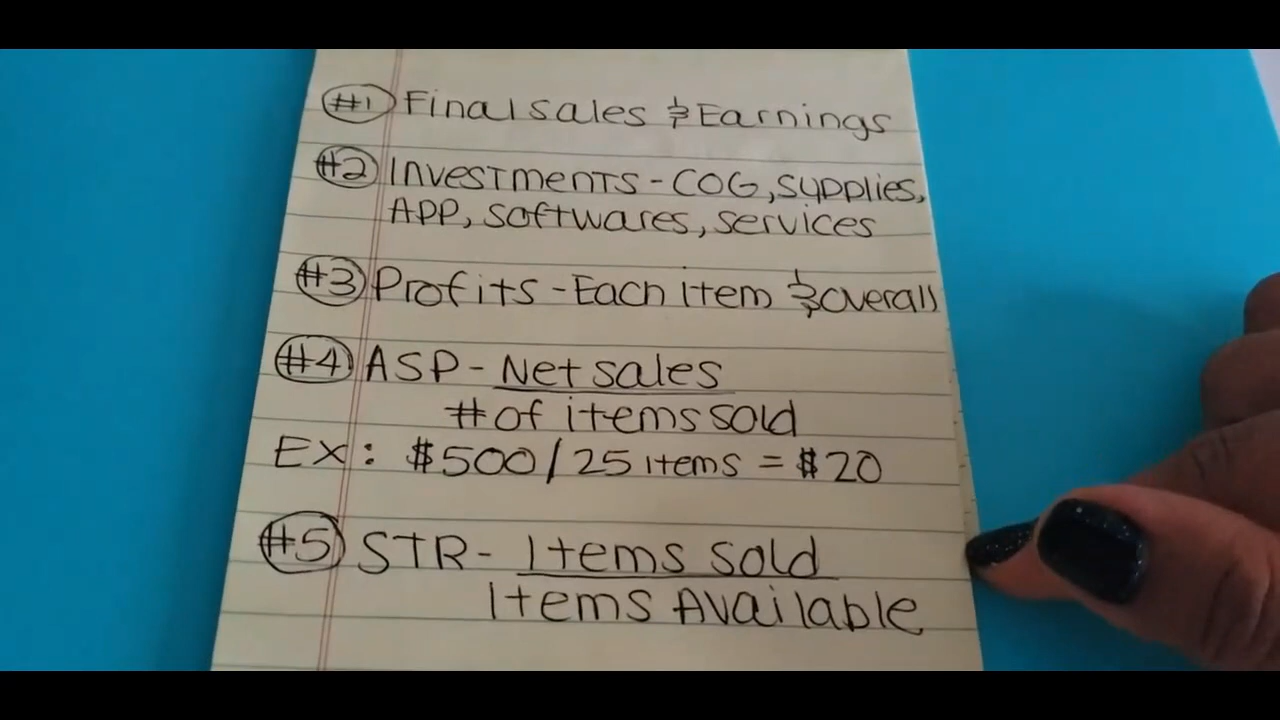 #1 Final sales & Earnings
#2 Investments - COG, supplies,
APP, softwares, services
#3 Profits - Each item & overall
#4 ASP - Net sales
# of items sold
EX: $500 / 25 items = $20
#5 STR - Items Sold
Items Available